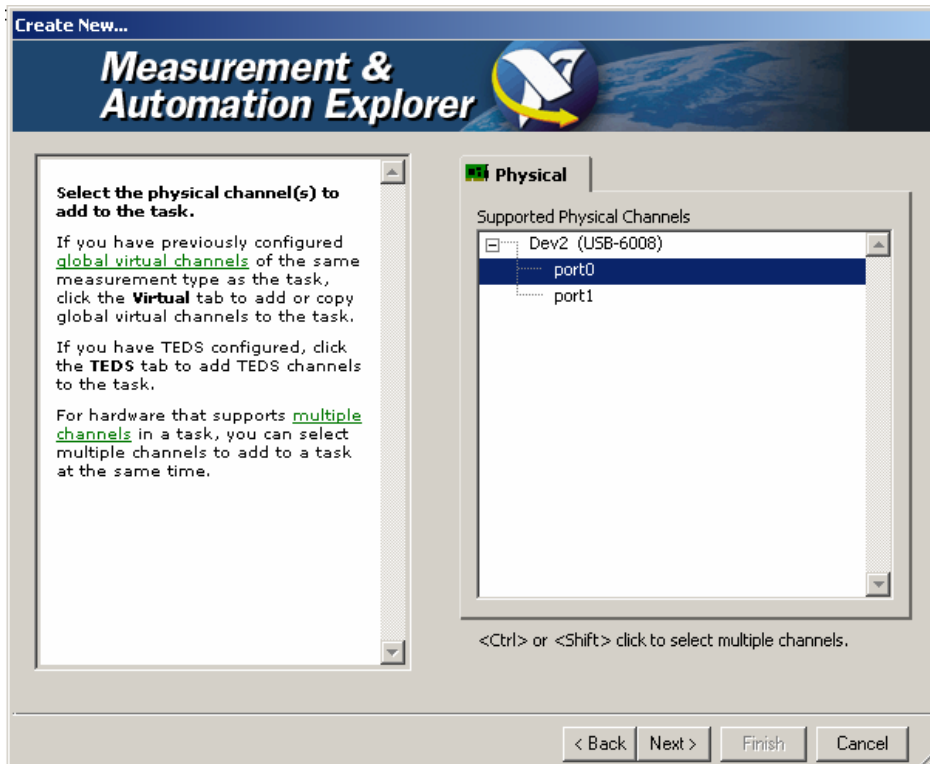 Create New...
Measurement &
Automation Explorer
Select the physical channel(s) to
add to the task.
If you have previously configured
global virtual channels of the same
measurement type as the task,
click the Virtual tab to add or copy
global virtual channels to the task.
If you have TEDS configured, click
the TEDS tab to add TEDS channels
to the task.
For hardware that supports multiple
channels in a task, you can select
multiple channels to add to a task
at the same time.
Physical
Supported Physical Channels
Dev2 (USB-6008)
port0
port1
<Ctrl> or <Shift> click to select multiple channels.
< Back
Next >
Finish
Cancel